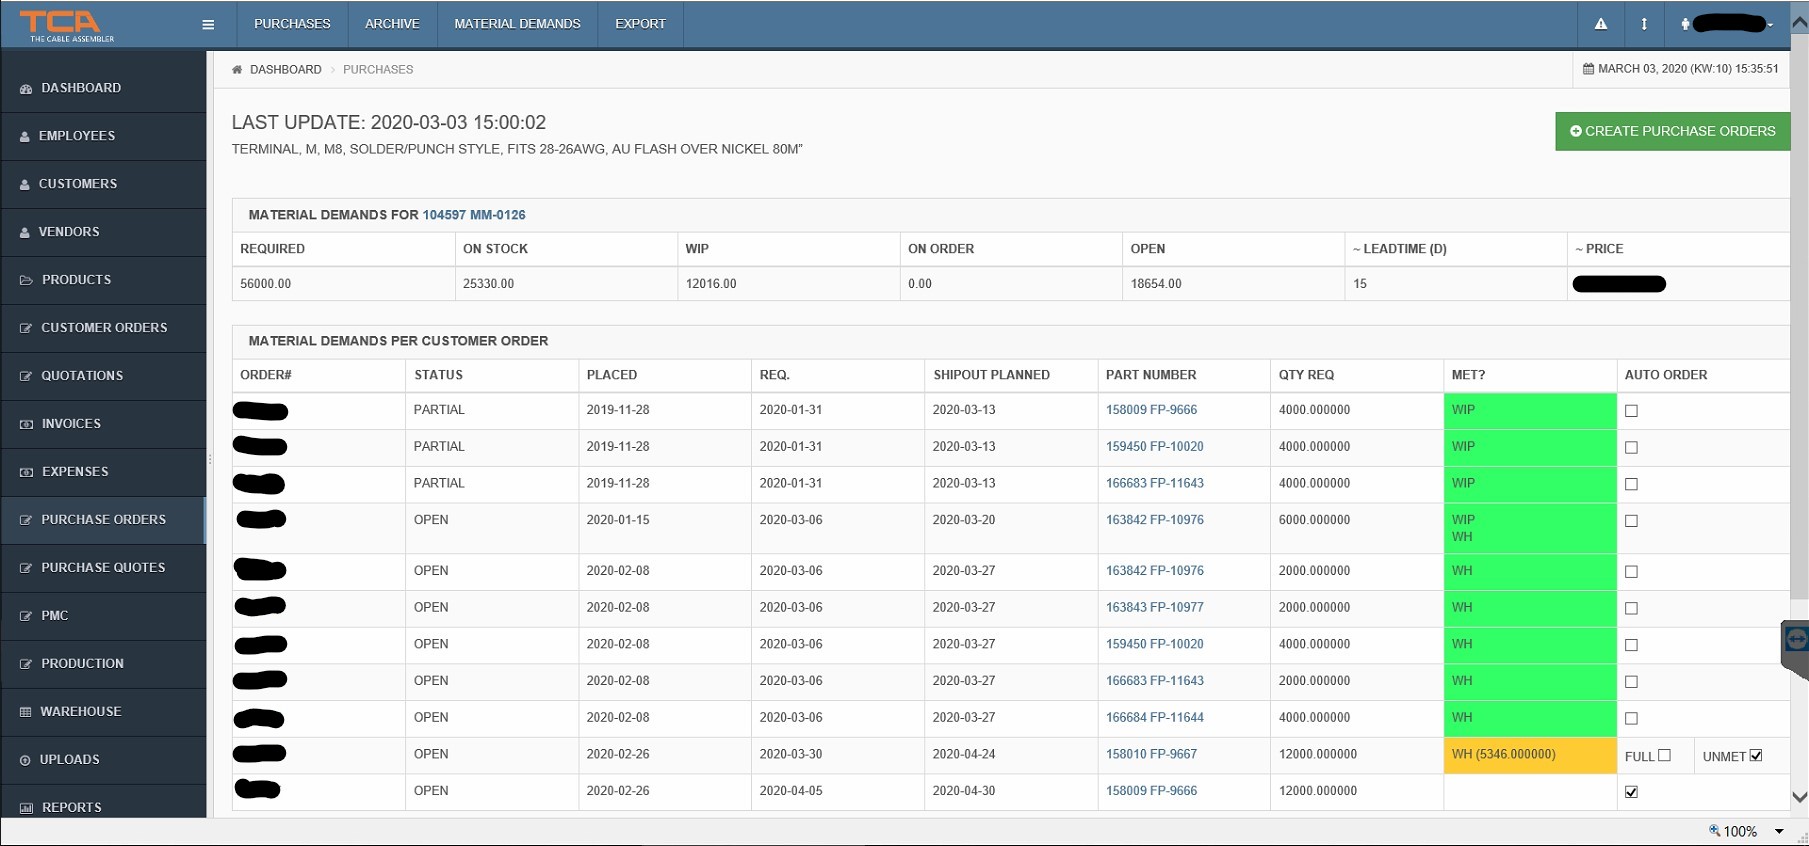 TCA
THE CABLE ASSEMBLER
PURCHASES ARCHIVE MATERIAL DEMANDS EXPORT
DASHBOARD
EMPLOYEES
CUSTOMERS
VENDORS
PRODUCTS
CUSTOMER ORDERS
QUOTATIONS
INVOICES
EXPENSES
PURCHASE ORDERS
PURCHASE QUOTES
PMC
PRODUCTION
WAREHOUSE
UPLOADS
REPORTS
DASHBOARD > PURCHASES
MARCH 03, 2020 (KW:10) 15:35:51
LAST UPDATE: 2020-03-03 15:00:02
TERMINAL, M, M8, SOLDER/PUNCH STYLE, FITS 28-26AWG, AU FLASH OVER NICKEL 80M”
CREATE PURCHASE ORDERS
MATERIAL DEMANDS FOR 104597 MM-0126
REQUIRED ON STOCK WIP ON ORDER OPEN ~ LEADTIME (D) ~ PRICE
56000.00 25330.00 12016.00 0.00 18654.00 15
MATERIAL DEMANDS PER CUSTOMER ORDER
ORDER# STATUS PLACED REQ. SHIPOUT PLANNED PART NUMBER QTY REQ MET? AUTO ORDER
PARTIAL 2019-11-28 2020-01-31 2020-03-13 158009 FP-9666 4000.000000 WIP
PARTIAL 2019-11-28 2020-01-31 2020-03-13 159450 FP-10020 4000.000000 WIP
PARTIAL 2019-11-28 2020-01-31 2020-03-13 166683 FP-11643 4000.000000 WIP
OPEN 2020-01-15 2020-03-06 2020-03-20 163842 FP-10976 6000.000000 WIP
WH
OPEN 2020-02-08 2020-03-06 2020-03-27 163842 FP-10976 2000.000000 WH
OPEN 2020-02-08 2020-03-06 2020-03-27 163843 FP-10977 2000.000000 WH
OPEN 2020-02-08 2020-03-06 2020-03-27 159450 FP-10020 4000.000000 WH
OPEN 2020-02-08 2020-03-06 2020-03-27 166683 FP-11643 2000.000000 WH
OPEN 2020-02-08 2020-03-06 2020-03-27 166684 FP-11644 4000.000000 WH
OPEN 2020-02-26 2020-03-30 2020-04-24 158010 FP-9667 12000.000000 WH (5346.000000) FULL UNMET
OPEN 2020-02-26 2020-04-05 2020-04-30 158009 FP-9666 12000.000000
100%